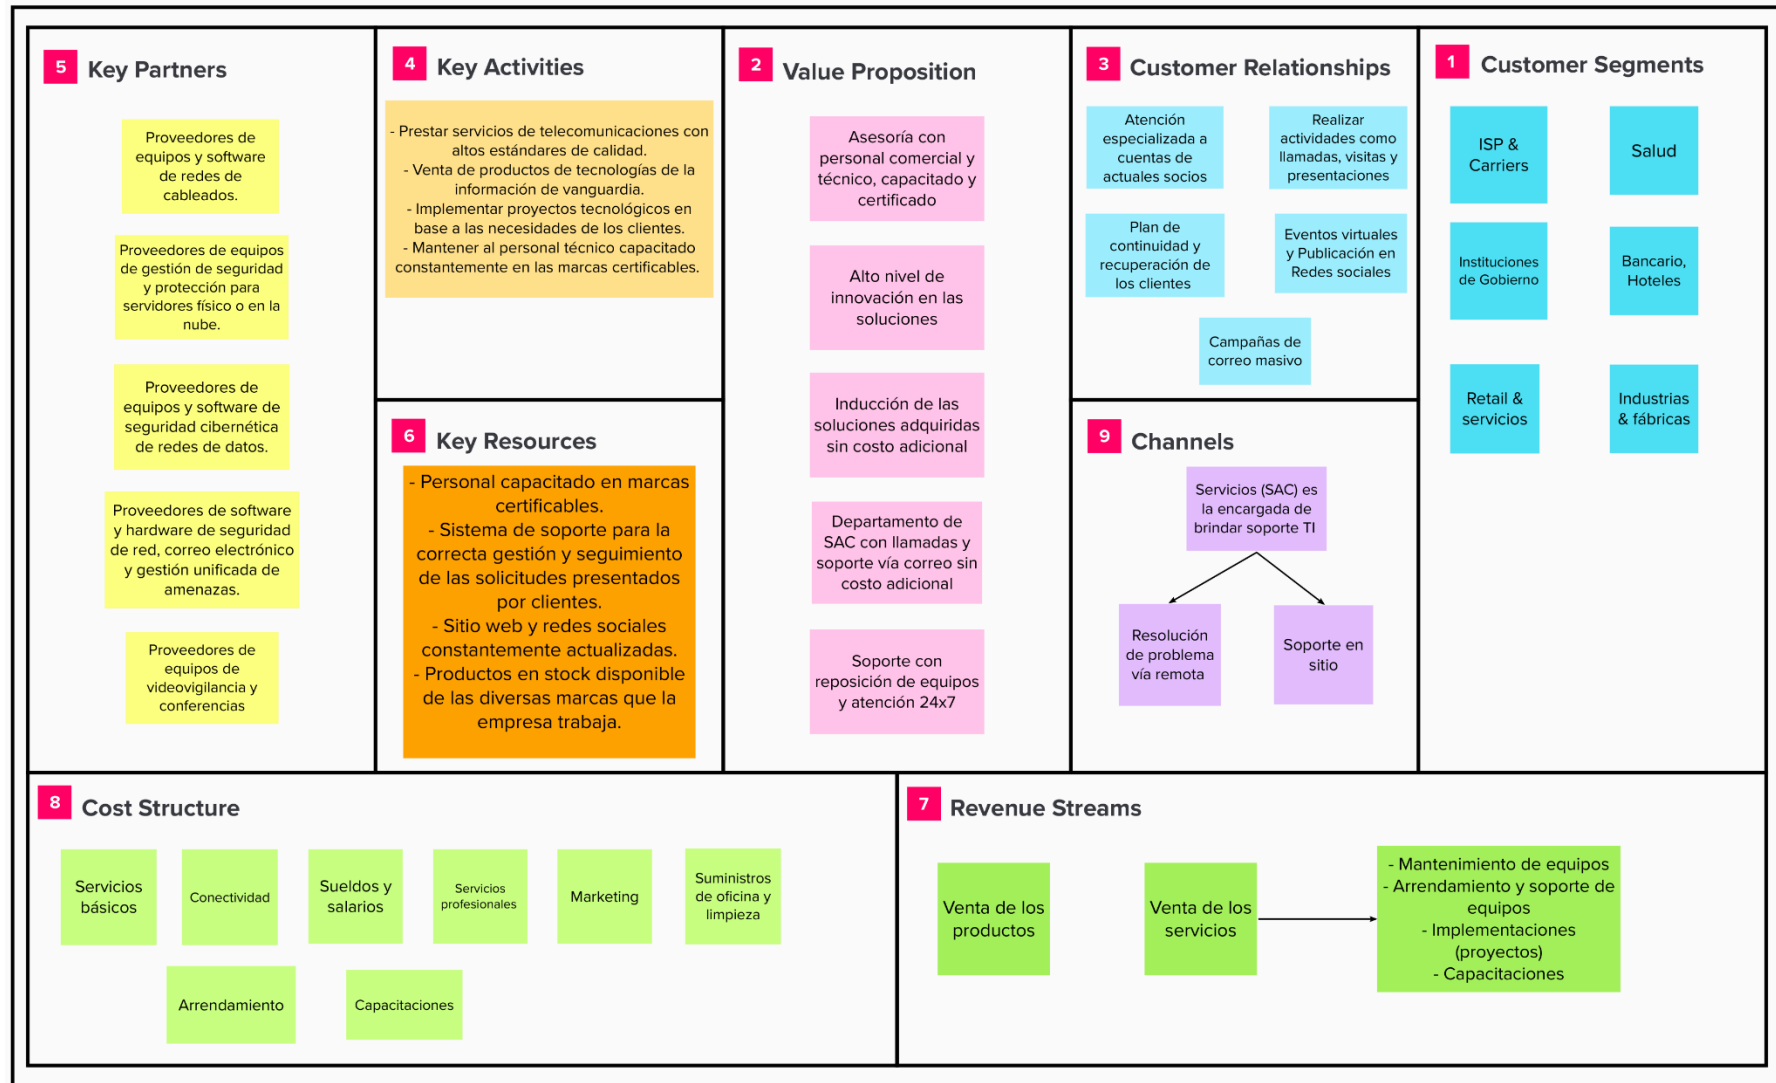 5 Key Partners
Proveedores de
equipos y software
de redes de
cableados.
Proveedores de equipos
de gestión de seguridad
y protección para
servidores físico o en la
nube.
Proveedores de
equipos y software de
seguridad cibernética
de redes de datos.
Proveedores de software
y hardware de seguridad
de red, correo electrónico
y gestión unificada de
amenazas.
Proveedores de
equipos de
videovigilancia y
conferencias
4 Key Activities
- Prestar servicios de telecomunicaciones con
altos estándares de calidad.
- Venta de productos de tecnologías de la
información de vanguardia.
- Implementar proyectos tecnológicos en
base a las necesidades de los clientes.
- Mantener al personal técnico capacitado
constantemente en las marcas certificables.
6 Key Resources
- Personal capacitado en marcas
certificables.
- Sistema de soporte para la
correcta gestión y seguimiento
de las solicitudes presentados
por clientes.
- Sitio web y redes sociales
constantemente actualizadas.
- Productos en stock disponible
de las diversas marcas que la
empresa trabaja.
2 Value Proposition
Asesoría con
personal comercial y
técnico, capacitado y
certificado
Alto nivel de
innovación en las
soluciones
Inducción de las
soluciones adquiridas
sin costo adicional
Departamento de
SAC con llamadas y
soporte vía correo sin
costo adicional
Soporte con
reposición de equipos
y atención 24x7
3 Customer Relationships
Atención
especializada a
cuentas de
actuales socios
Realizar
actividades como
llamadas, visitas y
presentaciones
Plan de
continuidad y
recuperación de
los clientes
Eventos virtuales
y Publicación en
Redes sociales
Campañas de
correo masivo
9 Channels
Servicios (SAC) es
la encargada de
brindar soporte TI
Resolución
de problema
vía remota
Soporte en
sitio
1 Customer Segments
ISP &
Carriers
Salud
Instituciones
de Gobierno
Bancario,
Hoteles
Retail &
servicios
Industrias
& fábricas
8 Cost Structure
Servicios
básicos
Conectividad
Sueldos y
salarios
Servicios
profesionales
Marketing
Suministros
de oficina y
limpieza
Arrendamiento
Capacitaciones
7 Revenue Streams
Venta de los
productos
Venta de los
servicios
- Mantenimiento de equipos
- Arrendamiento y soporte de
equipos
- Implementaciones
(proyectos)
- Capacitaciones